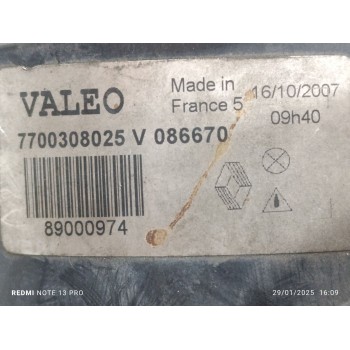 VALEO
Made in
France 5
16/10/2007
09h40
7700308025 V 086670
89000974
REDMI NOTE 13 PRO
29/01/2025 16:09